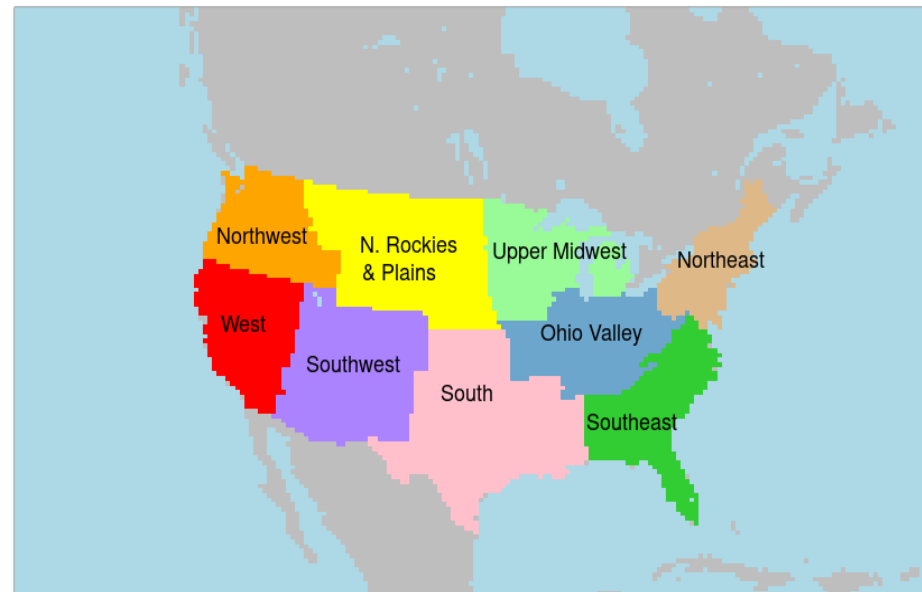 Northwest
N. Rockies
& Plains
Upper Midwest
Northeast
West
Ohio Valley
Southwest
South
Southeast